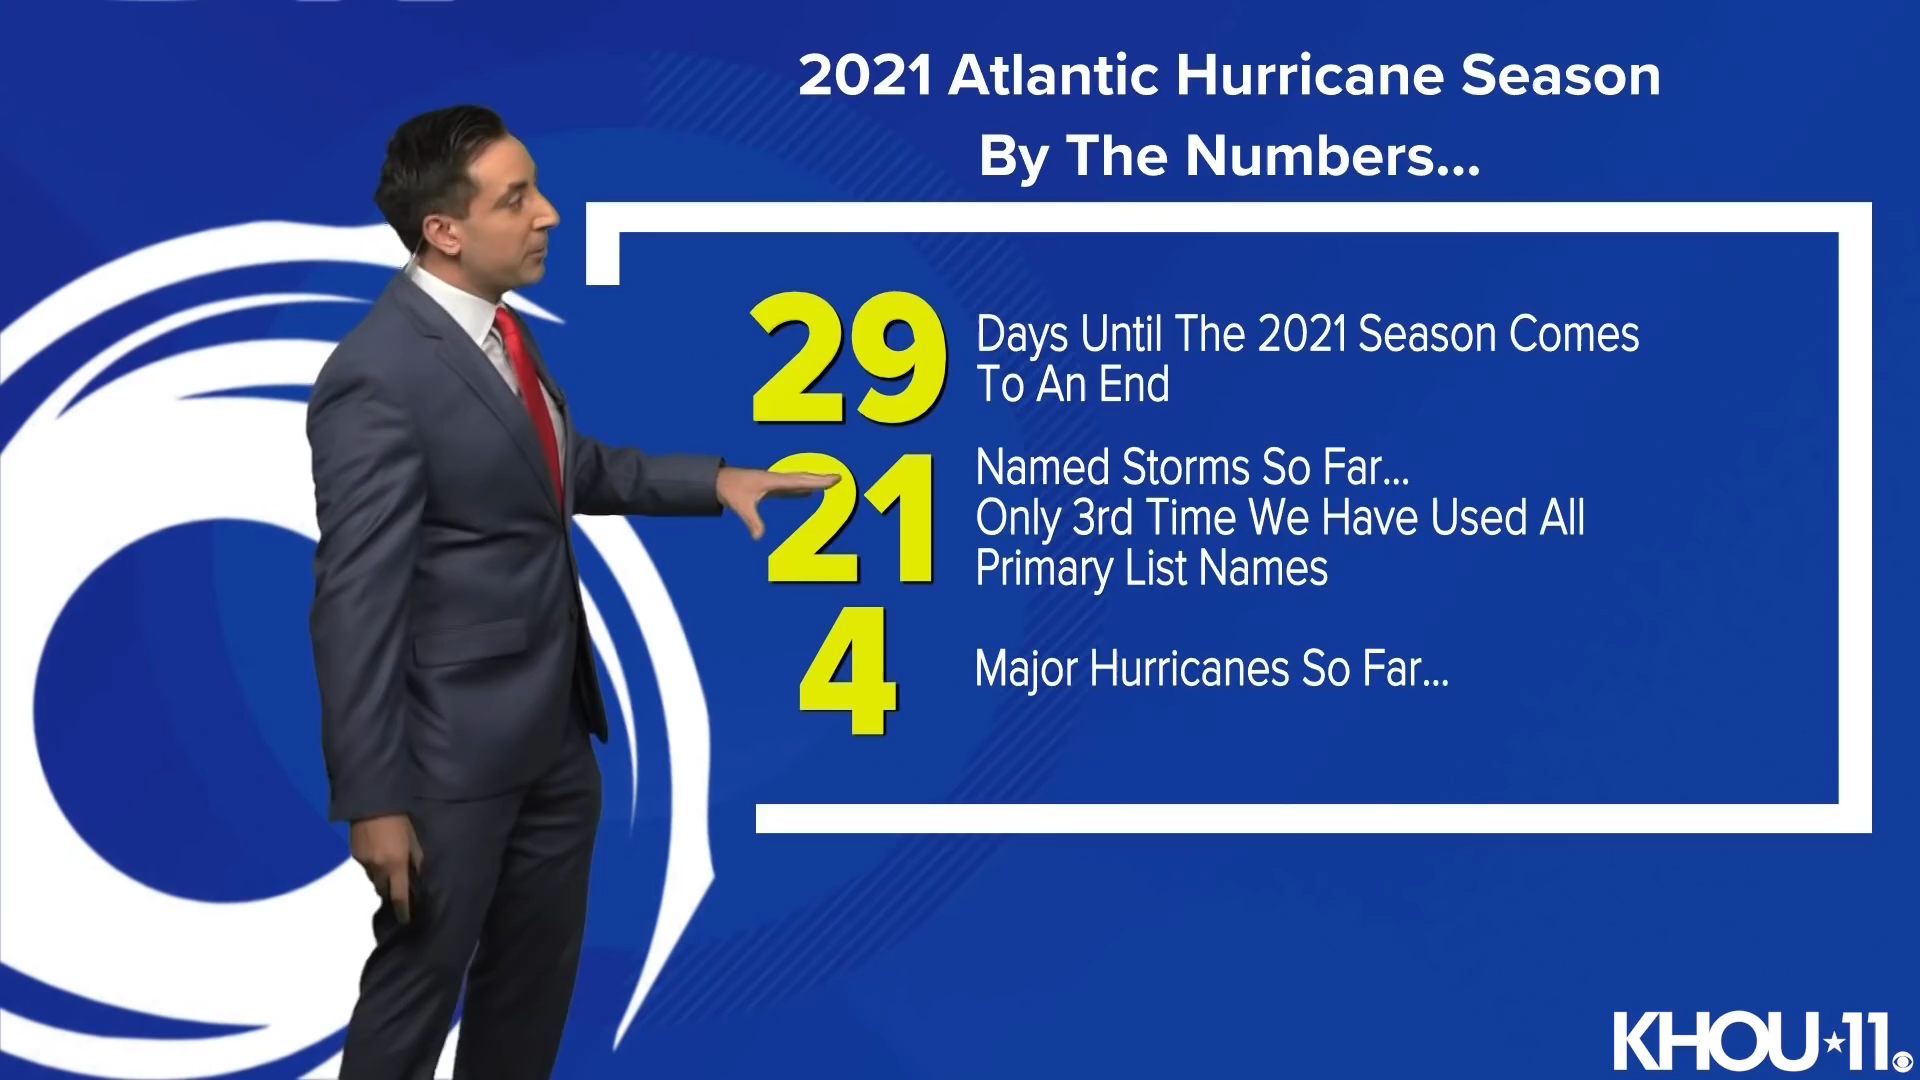 2021 Atlantic Hurricane Season
By The Numbers...
29
Days Until The 2021 Season Comes
To An End
21
Named Storms So Far...
Only 3rd Time We Have Used All
Primary List Names
4
Major Hurricanes So Far...
KHOU★11